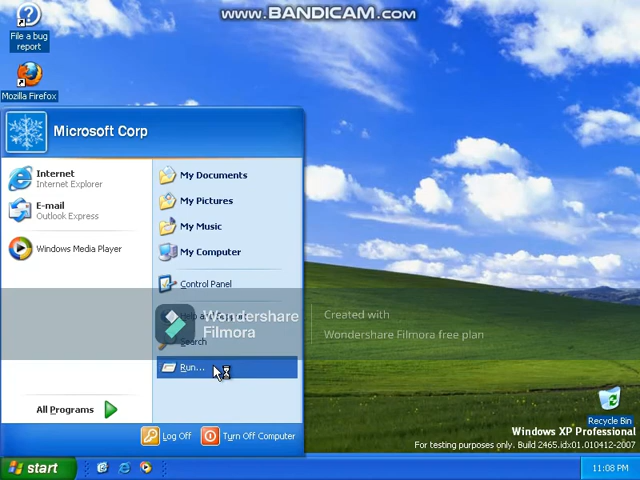 www.BANDICAM.com
File a bug
report
Mozilla Firefox
Microsoft Corp
Internet
Internet Explorer
E-mail
Outlook Express
Windows Media Player
All Programs
My Documents
My Pictures
My Music
My Computer
Control Panel
Search
Run...
Log Off
Turn Off Computer
Wondershare
Filmora
Created with
Wondershare Filmora free plan
Recycle Bin
Windows XP Professional
For testing purposes only. Build 2465.idx01.010412-2007
start
11:08 PM